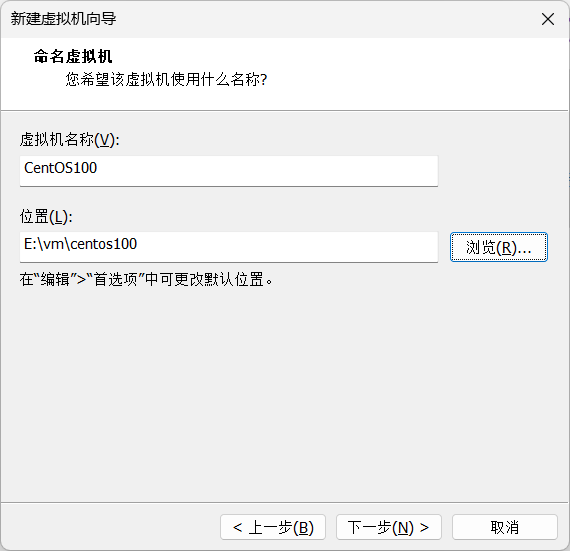 新建虚拟机向导
命名虚拟机
您希望该虚拟机使用什么名称?
虚拟机名称(V):
CentOS100
位置(L):
E:\vm\centos100
浏览(R)...
在“编辑”>“首选项”中可更改默认位置。
< 上一步(B) 下一步(N) > 取消